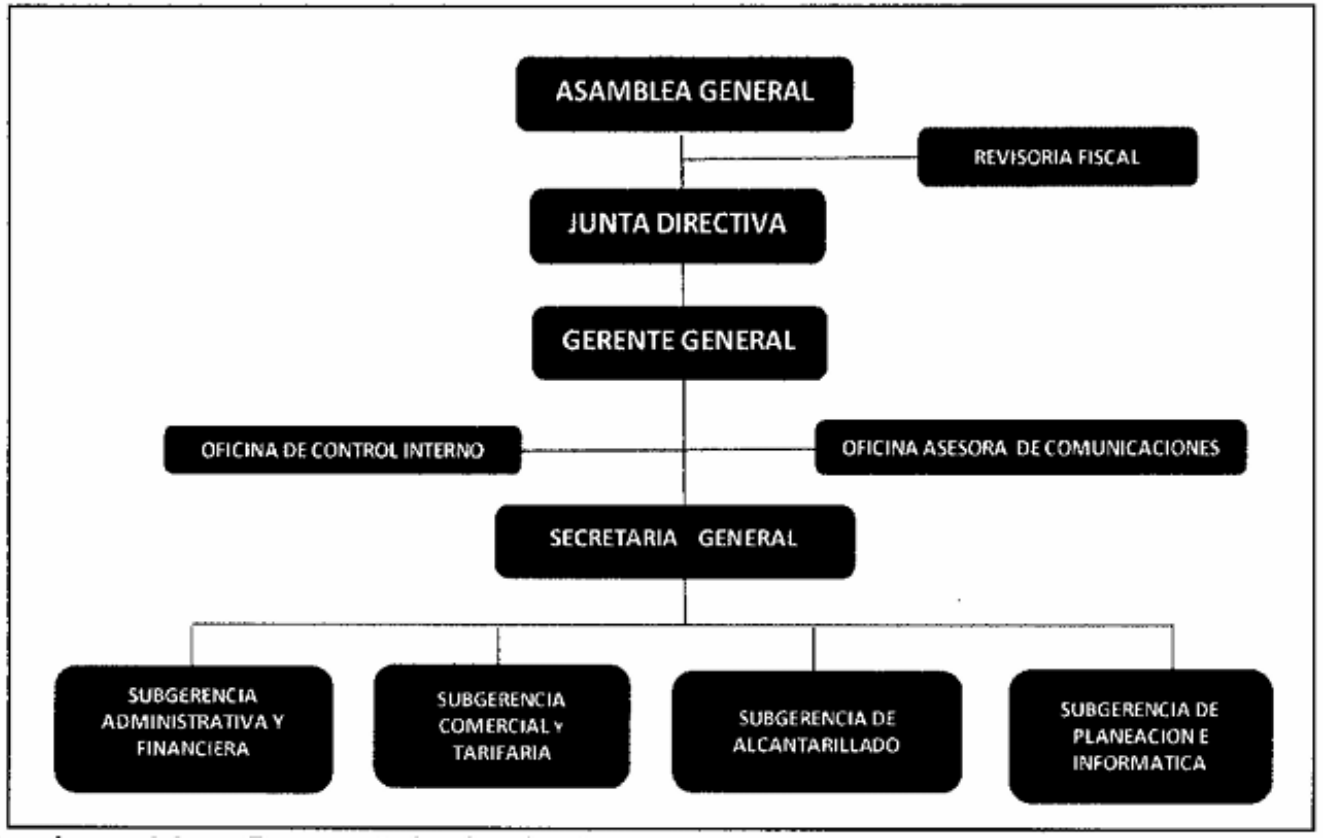 ASAMBLEA GENERAL
REVISORIA FISCAL
JUNTA DIRECTIVA
GERENTE GENERAL
OFICINA DE CONTROL INTERNO
OFICINA ASESORA DE COMUNICACIONES
SECRETARIA GENERAL
SUBGERENCIA
ADMINISTRATIVA Y
FINANCIERA
SUBGERENCIA
COMERCIAL Y
TARIFARIA
SUBGERENCIA DE
ALCANTARILLADO
SUBGERENCIA DE
PLANEACION E
INFORMATICA